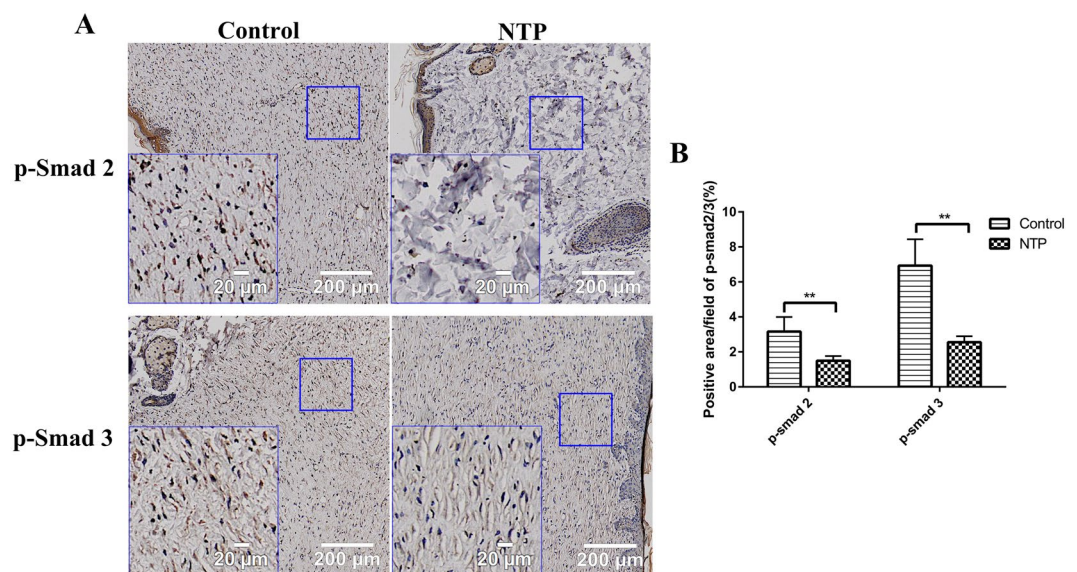 A
Control
NTP
p-Smad 2
20 μm
200 μm
20 μm
200 μm
p-Smad 3
20 μm
200 μm
20 μm
200 μm
B
Positive area/field of p-smad2/3(%)
10
8
6
4
2
0
**
**
p-smad 2
p-smad 3
Control
NTP